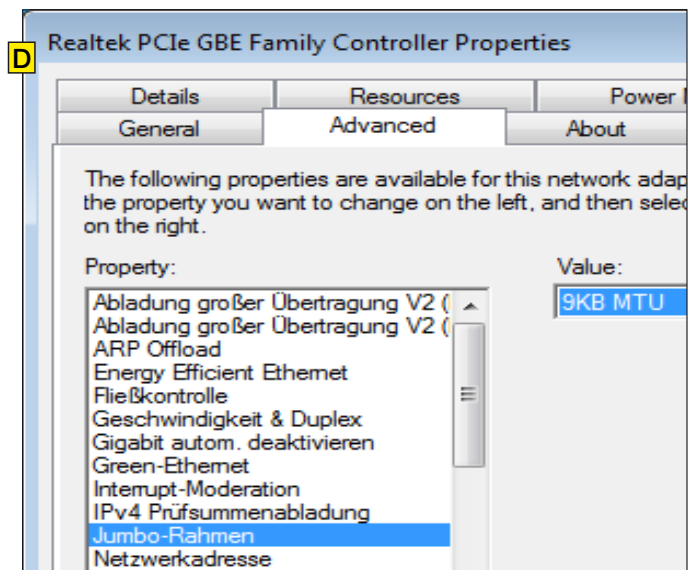 D
Realtek PCIe GBE Family Controller Properties
Details Resources Power
General Advanced About
The following properties are available for this network adap
the property you want to change on the left, and then selec
on the right.
Property: Value:
Abladung großer Übertragung V2 (
9KB MTU
Abladung großer Übertragung V2 (
ARP Offload
Energy Efficient Ethernet
Fließkontrolle
Geschwindigkeit & Duplex
Gigabit autom. deaktivieren
Green-Ethernet
Interrupt-Moderation
IPv4 Prüfsummenabladung
Jumbo-Rahmen
Netzwerkadresse